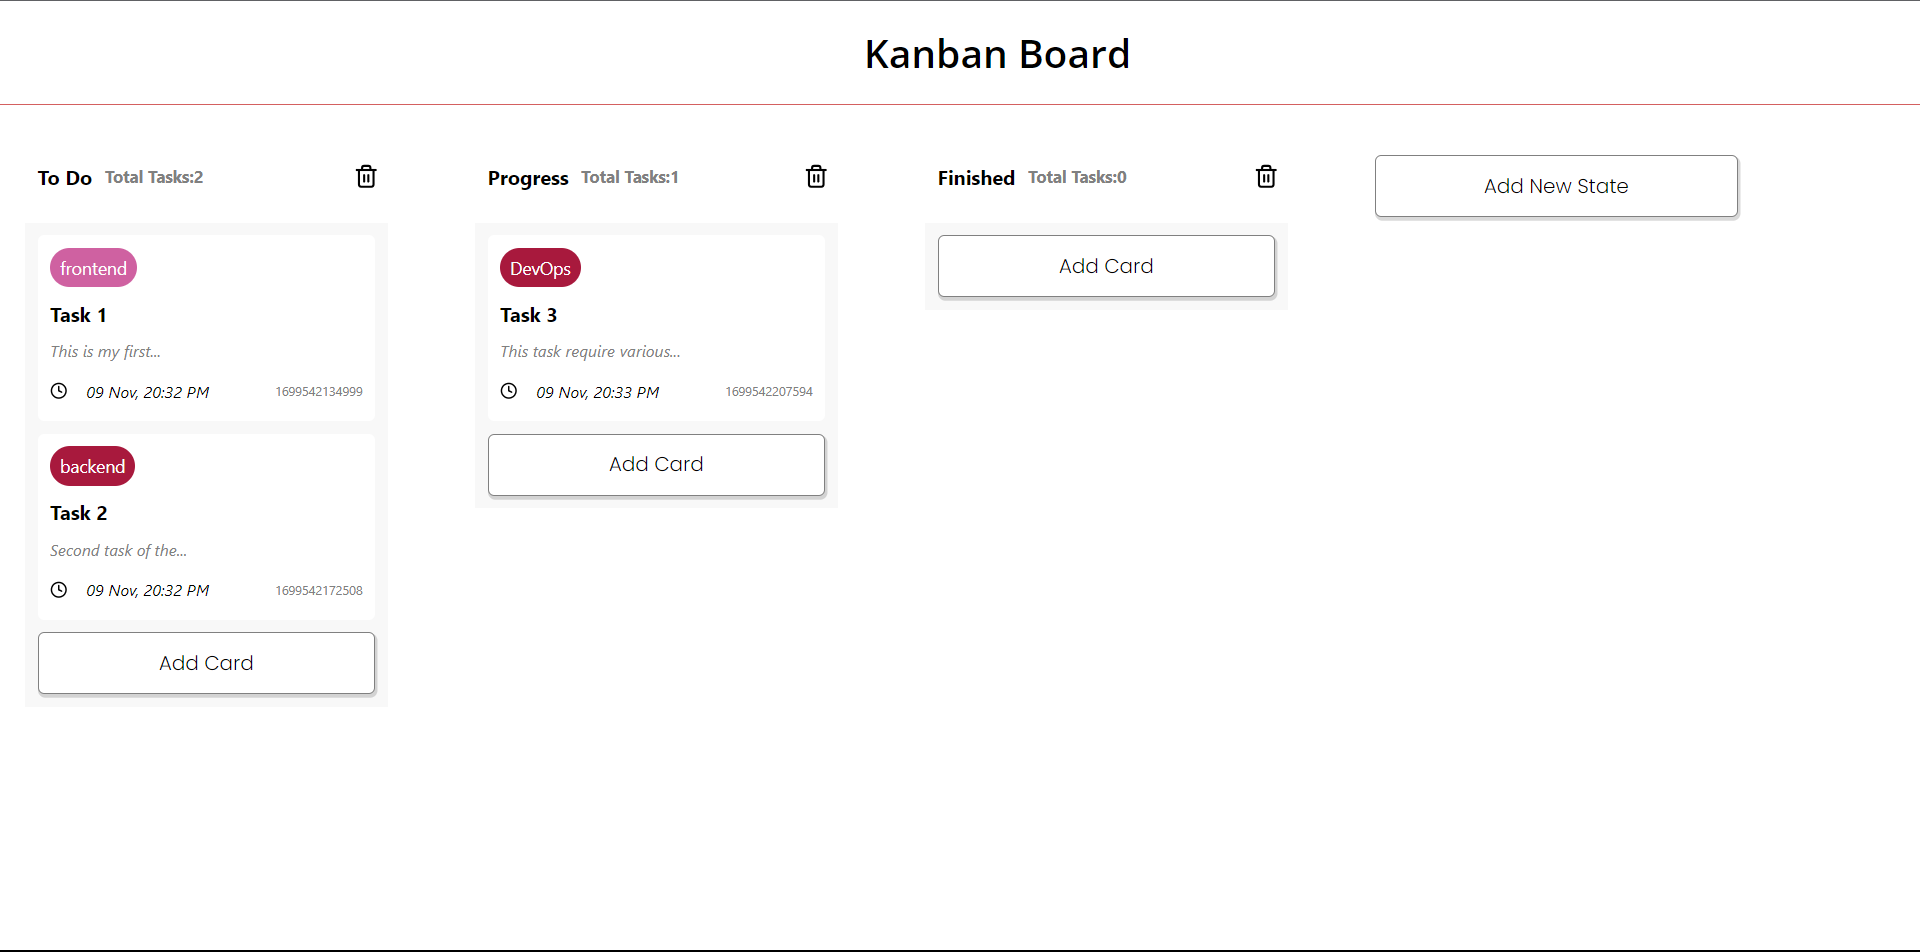 Kanban Board
To Do Total Tasks:2
frontend
Task 1
This is my first...
09 Nov, 20:32 PM 1699542134999
backend
Task 2
Second task of the...
09 Nov, 20:32 PM 1699542172508
Add Card
Progress Total Tasks:1
DevOps
Task 3
This task require various...
09 Nov, 20:33 PM 1699542207594
Add Card
Finished Total Tasks:0
Add Card
Add New State